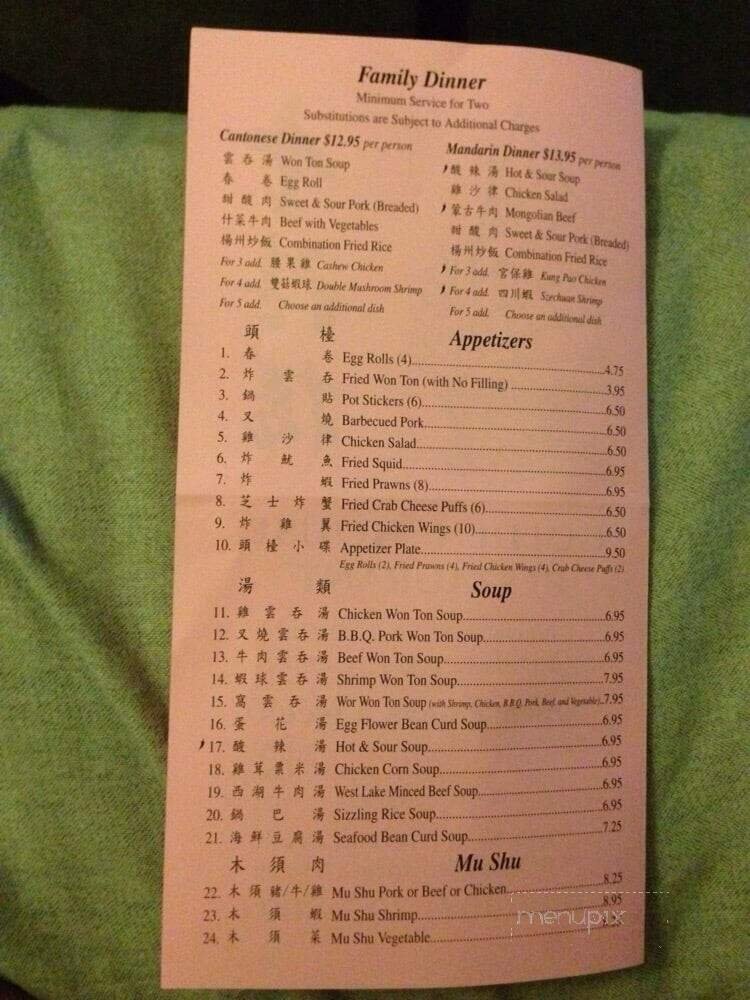 Family Dinner
Minimum Service for Two
Substitutions are Subject to Additional Charges
Cantonese Dinner $12.95 per person
雲吞湯 Won Ton Soup
春 卷 Egg Roll
甜酸肉 Sweet & Sour Pork (Breaded)
什菜牛肉 Beef with Vegetables
楊州炒飯 Combination Fried Rice
For 3 add. 腰果雞 Cashew Chicken
For 4 add. 雙菇蝦球 Double Mushroom Shrimp
For 5 add. Choose an additional dish
Mandarin Dinner $13.95 per person
酸辣湯 Hot & Sour Soup
雞沙律 Chicken Salad
蒙古牛肉 Mongolian Beef
甜酸肉 Sweet & Sour Pork (Breaded)
楊州炒飯 Combination Fried Rice
For 3 add. 宮保雞 Kung Pao Chicken
For 4 add. 四川蝦 Szechuan Shrimp
For 5 add. Choose an additional dish
頭 檯 Appetizers
1. 春 卷 Egg Rolls (4) 4.75
2. 炸雲吞 Fried Won Ton (with No Filling) 3.95
3. 鍋 貼 Pot Stickers (6) 6.50
4. 叉 燒 Barbecued Pork 6.50
5. 雞沙律 Chicken Salad 6.50
6. 炸魷魚 Fried Squid 6.95
7. 炸 蝦 Fried Prawns (8) 6.95
8. 芝士炸蟹 Fried Crab Cheese Puffs (6) 6.50
9. 炸雞翼 Fried Chicken Wings (10) 6.50
10. 頭檯小碟 Appetizer Plate 9.50
Egg Rolls (2), Fried Prawns (4), Fried Chicken Wings (4), Crab Cheese Puffs (2)
湯 類 Soup
11. 雞雲吞湯 Chicken Won Ton Soup 6.95
12. 叉燒雲吞湯 B.B.Q. Pork Won Ton Soup 6.95
13. 牛肉雲吞湯 Beef Won Ton Soup 6.95
14. 蝦球雲吞湯 Shrimp Won Ton Soup 7.95
15. 窩雲吞湯 Wor Won Ton Soup (with Shrimp, Chicken, B.B.Q. Pork, Beef, and Vegetable) 7.95
16. 蛋花湯 Egg Flower Bean Curd Soup 6.95
17. 酸辣湯 Hot & Sour Soup 6.95
18. 雞茸粟米湯 Chicken Corn Soup 6.95
19. 西湖牛肉湯 West Lake Minced Beef Soup 6.95
20. 鍋巴湯 Sizzling Rice Soup 6.95
21. 海鮮豆腐湯 Seafood Bean Curd Soup 7.25
木須肉 Mu Shu
22. 木須豬/牛/雞 Mu Shu Pork or Beef or Chicken 8.25
23. 木須蝦 Mu Shu Shrimp 8.95
24. 木須菜 Mu Shu Vegetable
menupix